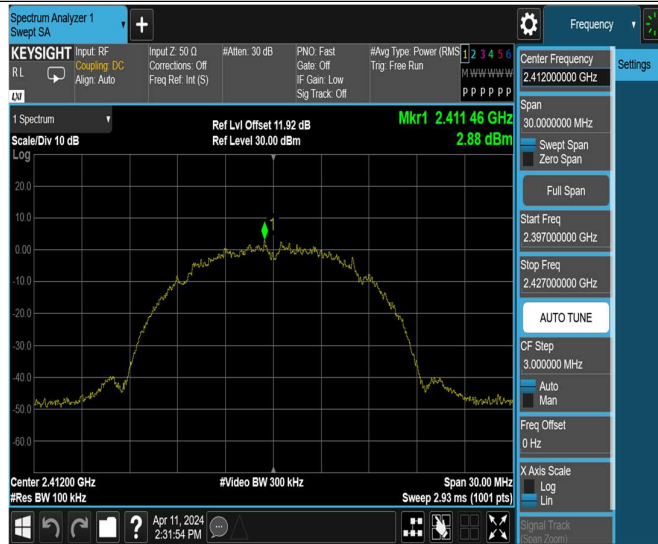 Spectrum Analyzer 1
Swept SA
Frequency
KEYSIGHT
RL
LXI
Input: RF
Coupling: DC
Align: Auto
Input Z: 50 Ω
Corrections: Off
Freq Ref: Int (S)
#Atten: 30 dB
PNO: Fast
Gate: Off
IF Gain: Low
Sig Track: Off
#Avg Type: Power (RMS
Trig: Free Run
1 2 3 4 5 6
M W W W W W
P P P P P P
Center Frequency
2.412000000 GHz
Settings
Span
30.0000000 MHz
Swept Span
Zero Span
Full Span
Start Freq
2.397000000 GHz
Stop Freq
2.427000000 GHz
AUTO TUNE
CF Step
3.000000 MHz
Auto
Man
Freq Offset
0 Hz
X Axis Scale
Log
Lin
Signal Track
(Span Zoom)
1 Spectrum
Scale/Div 10 dB
Log
Ref Lvl Offset 11.92 dB
Ref Level 30.00 dBm
Mkr1 2.411 46 GHz
2.88 dBm
1
20.0
10.0
0.00
-10.0
-20.0
-30.0
-40.0
-50.0
-60.0
Center 2.41200 GHz
#Res BW 100 kHz
#Video BW 300 kHz
Span 30.00 MHz
Sweep 2.93 ms (1001 pts)
?
Apr 11, 2024
2:31:54 PM